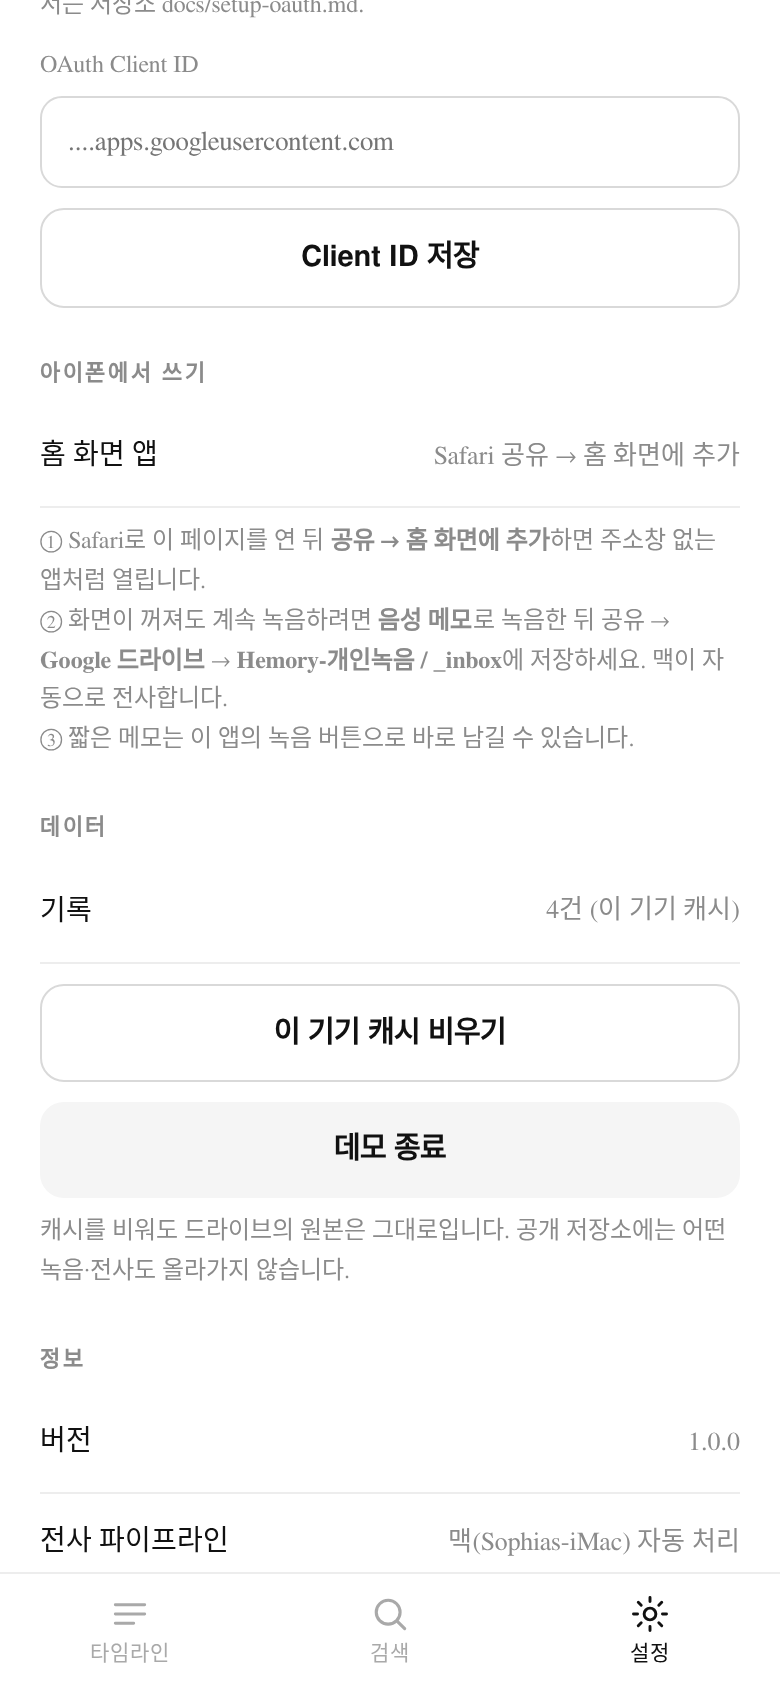 저는 저장소 docs/setup-oauth.md.
OAuth Client ID
....apps.googleusercontent.com
Client ID 저장
아이폰에서 쓰기
홈 화면 앱
Safari 공유 → 홈 화면에 추가
① Safari로 이 페이지를 연 뒤 공유 → 홈 화면에 추가하면 주소창 없는
앱처럼 열립니다.
② 화면이 꺼져도 계속 녹음하려면 음성 메모로 녹음한 뒤 공유 →
Google 드라이브 → Hemory-개인녹음 / _inbox에 저장하세요. 맥이 자
동으로 전사합니다.
③ 짧은 메모는 이 앱의 녹음 버튼으로 바로 남길 수 있습니다.
데이터
기록
4건 (이 기기 캐시)
이 기기 캐시 비우기
데모 종료
캐시를 비워도 드라이브의 원본은 그대로입니다. 공개 저장소에는 어떤
녹음·전사도 올라가지 않습니다.
정보
버전
1.0.0
전사 파이프라인
맥(Sophias-iMac) 자동 처리
타임라인
검색
설정